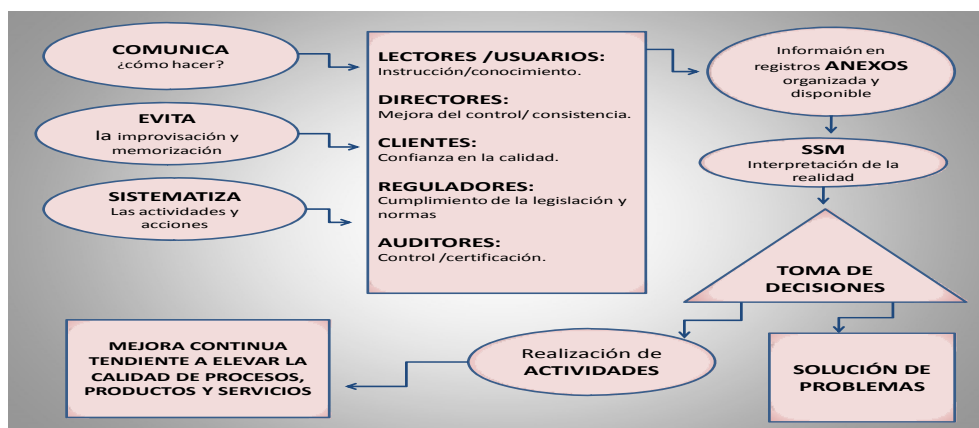 COMUNICA
¿cómo hacer?
EVITA
la improvisación y
memorización
SISTEMATIZA
Las actividades y
acciones
LECTORES /USUARIOS:
Instrucción/conocimiento.
DIRECTORES:
Mejora del control/ consistencia.
CLIENTES:
Confianza en la calidad.
REGULADORES:
Cumplimiento de la legislación y
normas
AUDITORES:
Control /certificación.
Informaión en
registros ANEXOS
organizada y
disponible
SSM
Interpretación de la
realidad
TOMA DE
DECISIONES
SOLUCIÓN DE
PROBLEMAS
Realización de
ACTIVIDADES
MEJORA CONTINUA
TENDIENTE A ELEVAR LA
CALIDAD DE PROCESOS,
PRODUCTOS Y SERVICIOS